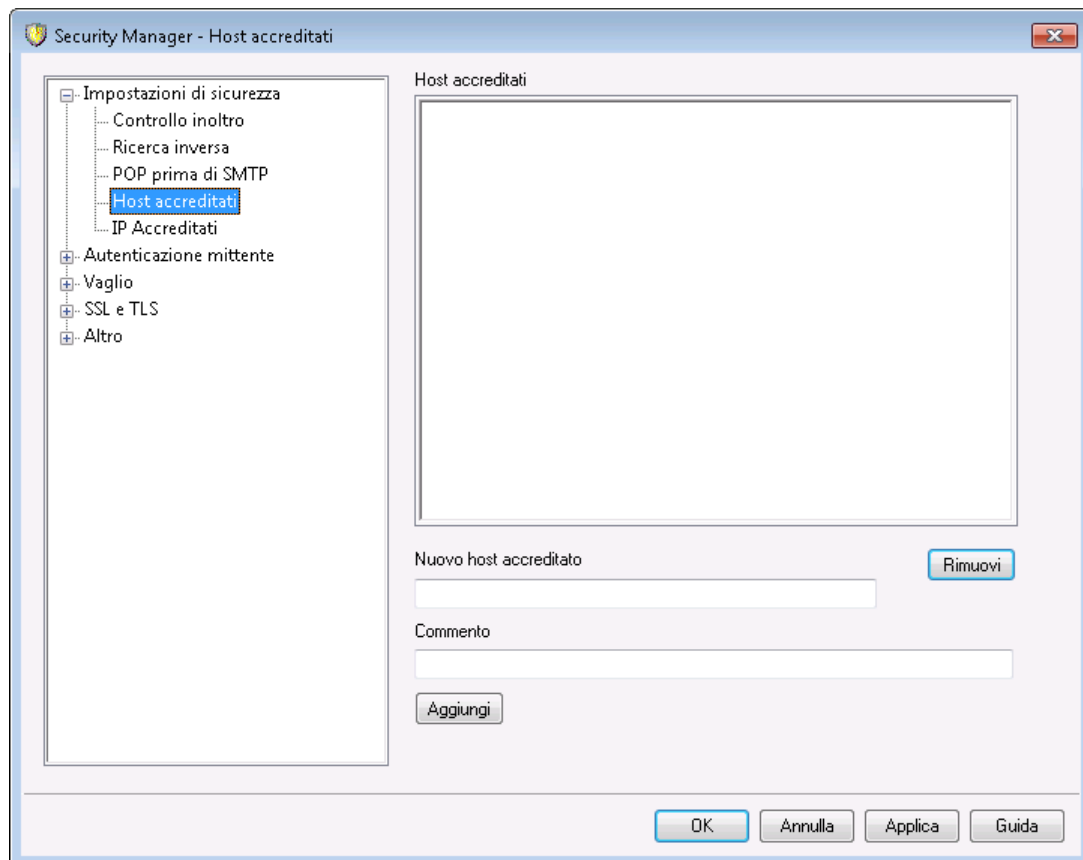 Security Manager - Host accreditati
Impostazioni di sicurezza
Controllo inoltro
Ricerca inversa
POP prima di SMTP
Host accreditati
IP Accreditati
Autenticazione mittente
Vaglio
SSL e TLS
Altro
Host accreditati
Nuovo host accreditato
Rimuovi
Commento
Aggiungi
OK Annulla Applica Guida